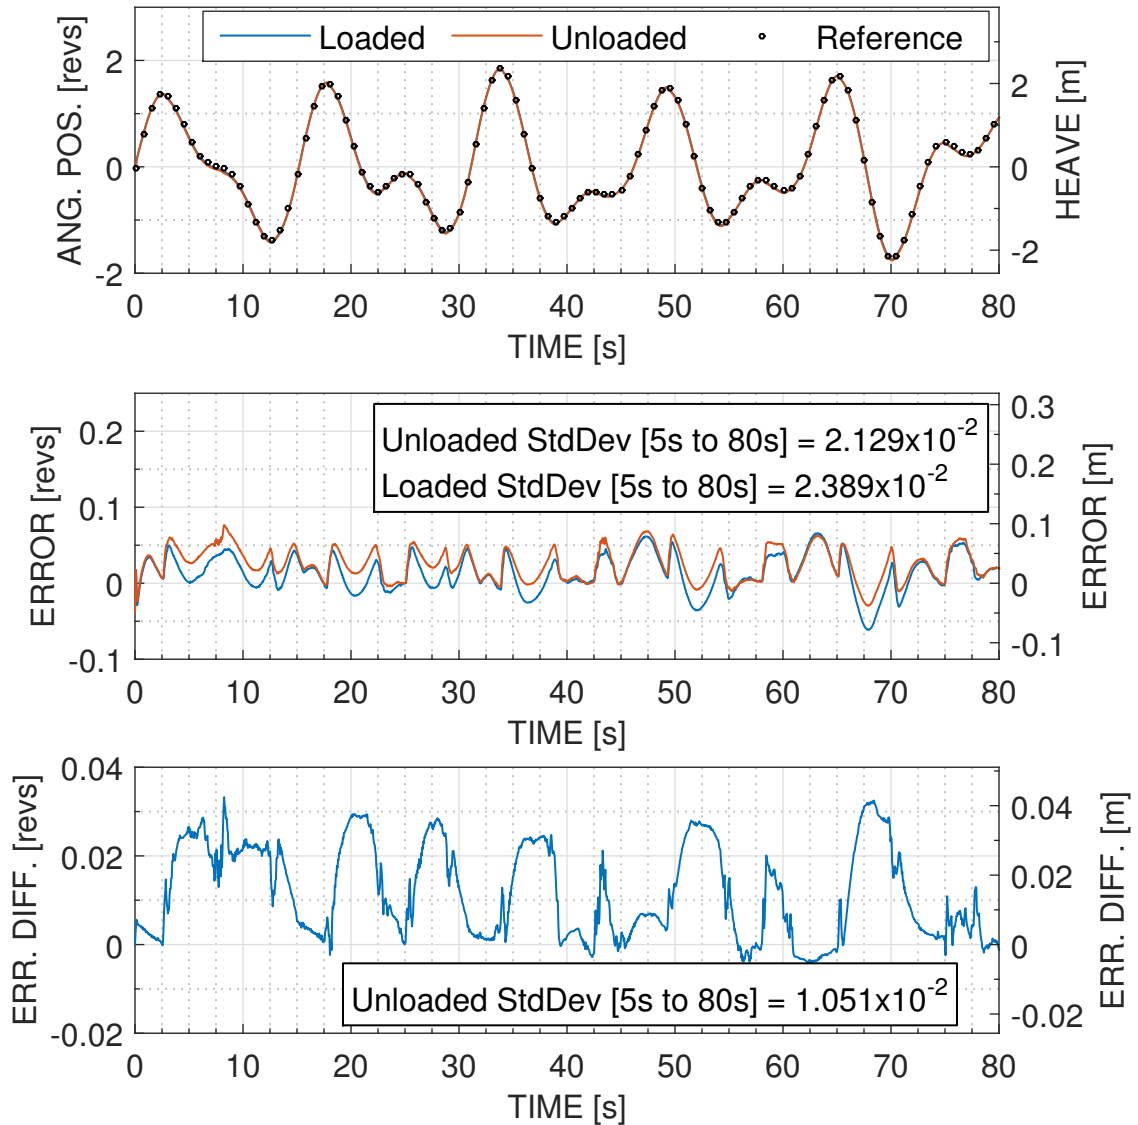 Loaded Unloaded Reference
ANG. POS. [revs]
2
0
-2
HEAVE [m]
2
0
-2
0 10 20 30 40 50 60 70 80
TIME [s]
Unloaded StdDev [5s to 80s] = 2.129x10-2
Loaded StdDev [5s to 80s] = 2.389x10-2
ERROR [revs]
0.2
0.1
0
-0.1
ERROR [m]
0.3
0.2
0.1
0
-0.1
0 10 20 30 40 50 60 70 80
TIME [s]
ERR. DIFF. [revs]
0.04
0.02
0
-0.02
ERR. DIFF. [m]
0.04
0.02
0
-0.02
Unloaded StdDev [5s to 80s] = 1.051x10-2
0 10 20 30 40 50 60 70 80
TIME [s]